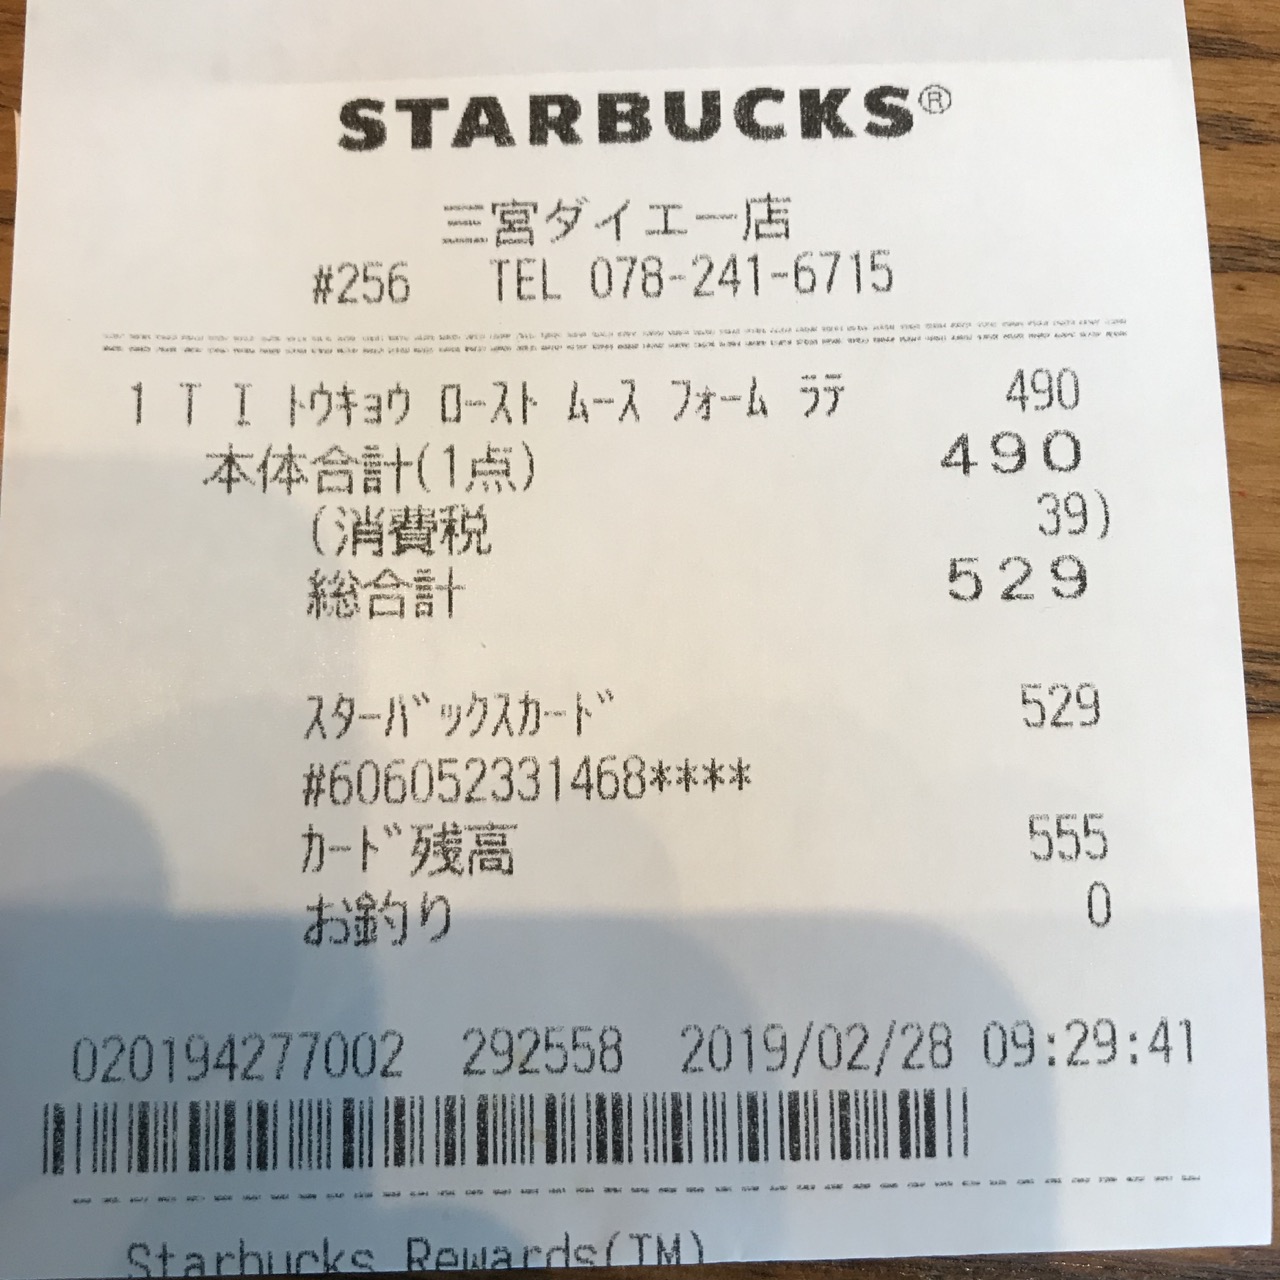 STARBUCKS®
三宮ダイエー店
#256 TEL 078-241-6715
1 T I トウキョウ ロースト ムース フォーム ラテ 490
本体合計(1点) 490
(消費税 39)
総合計 529
スターバックスカード 529
#606052331468****
カード残高 555
お釣り 0
020194277002 292558 2019/02/28 09:29:41
Starbucks Rewards(TM)